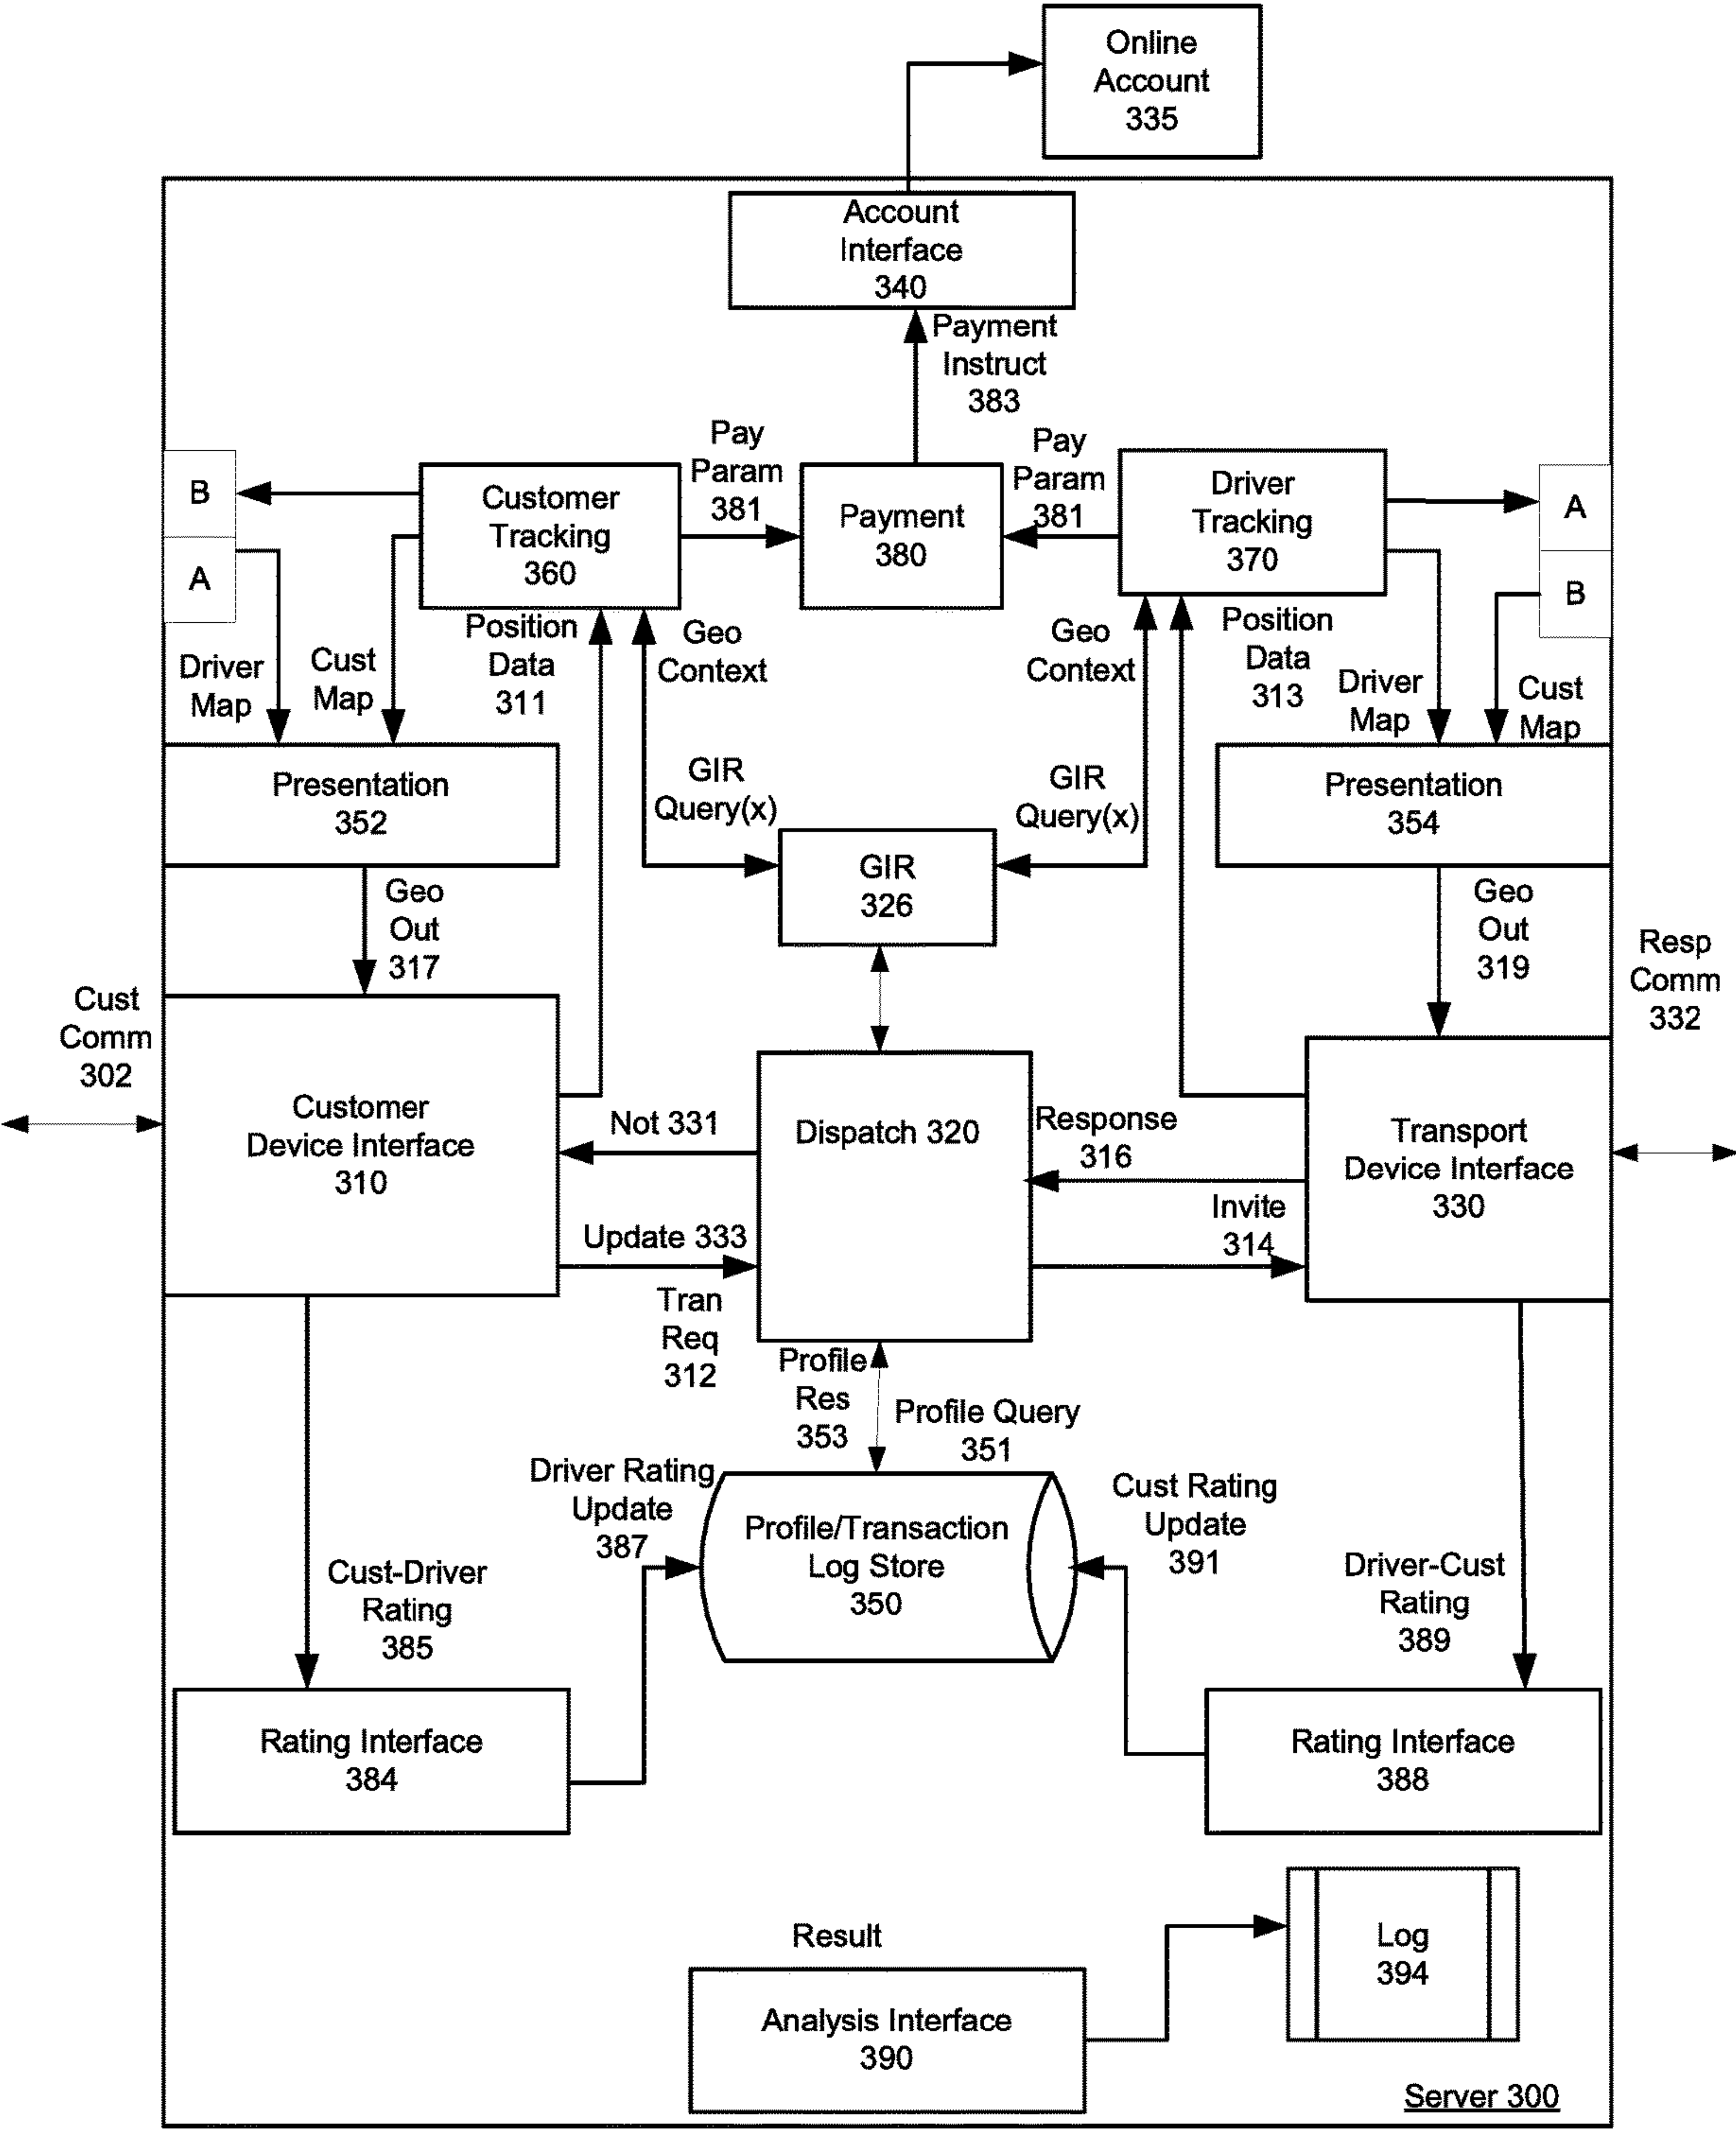 Online
Account
335
Account
Interface
340
Payment
Instruct
383
Pay
Param
381
Pay
Param
381
B
A
Customer
Tracking
360
Payment
380
Driver
Tracking
370
A
B
Driver
Map
Cust
Map
Position
Data
311
Geo
Context
Geo
Context
Position
Data
313
Driver
Map
Cust
Map
Presentation
352
GIR
Query(x)
GIR
Query(x)
Presentation
354
GIR
326
Geo
Out
317
Geo
Out
319
Cust
Comm
302
Resp
Comm
332
Customer
Device Interface
310
Not 331
Dispatch 320
Response
316
Transport
Device Interface
330
Update 333
Invite
314
Tran
Req
312
Profile
Res
353
Profile Query
351
Driver Rating
Update
387
Profile/Transaction
Log Store
350
Cust Rating
Update
391
Cust-Driver
Rating
385
Driver-Cust
Rating
389
Rating Interface
384
Rating Interface
388
Result
Log
394
Analysis Interface
390
Server 300